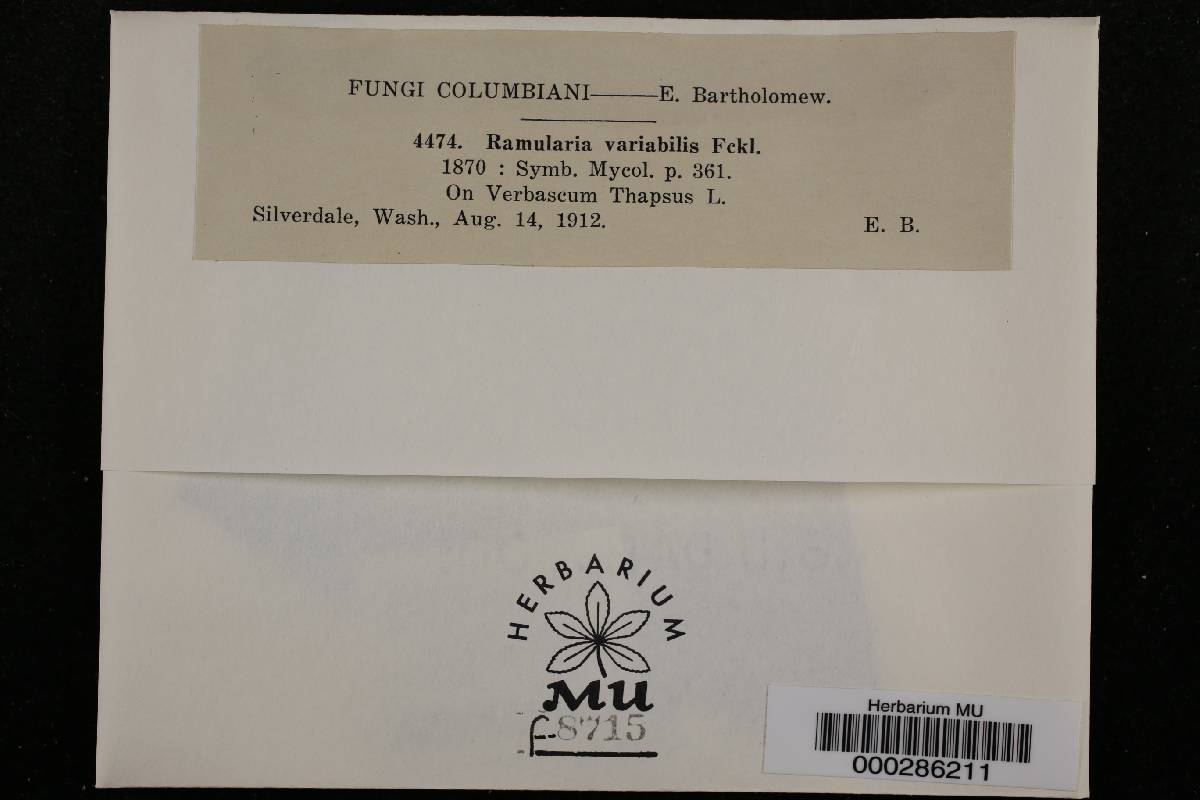 FUNGI COLUMBIANI——E. Bartholomew.
4474. Ramularia variabilis Fckl.
1870 : Symb. Mycol. p. 361.
On Verbascum Thapsus L.
Silverdale, Wash., Aug. 14, 1912. E. B.
HERBARIUM
MU
F-8715
Herbarium MU
000286211